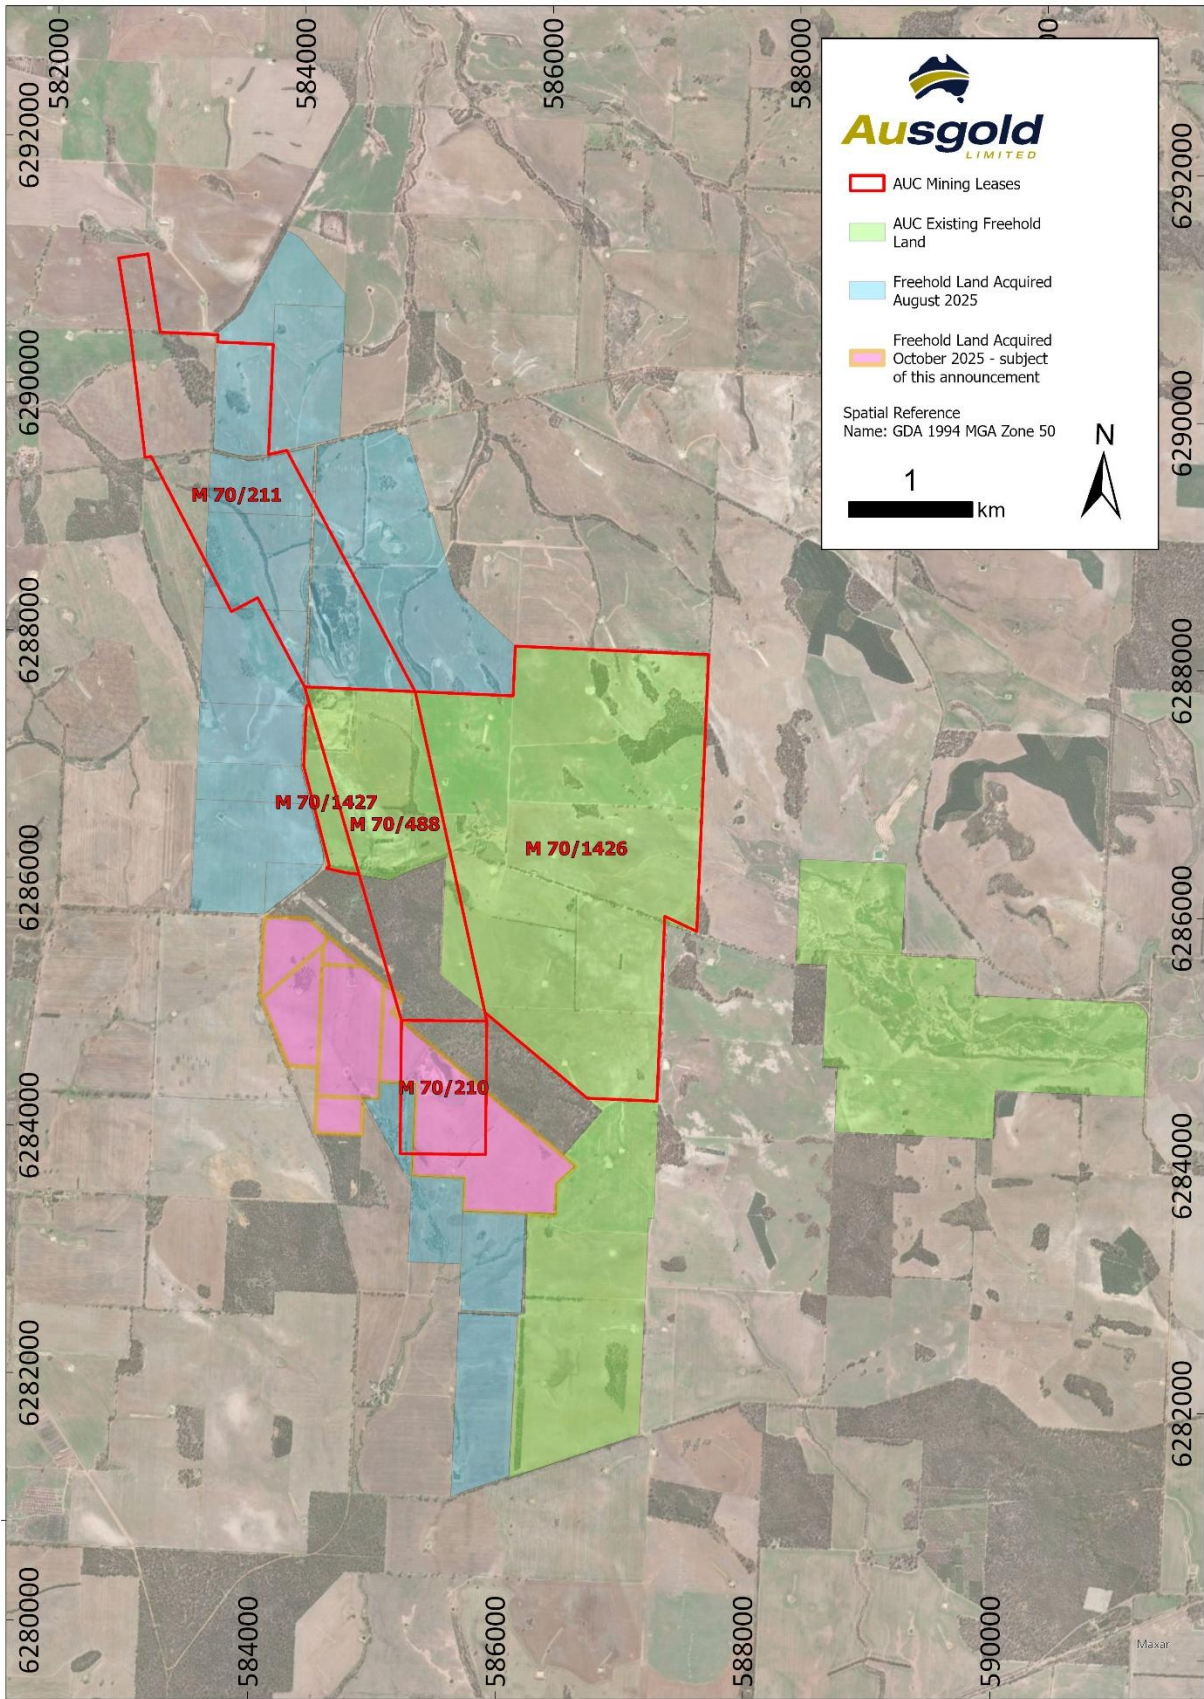 582000
584000
586000
588000
0
6292000
6290000
6288000
6286000
6284000
6282000
6280000
6292000
6290000
6288000
6286000
6284000
6282000
584000
586000
588000
590000
Ausgold
LIMITED
AUC Mining Leases
AUC Existing Freehold
Land
Freehold Land Acquired
August 2025
Freehold Land Acquired
October 2025 - subject
of this announcement
Spatial Reference
Name: GDA 1994 MGA Zone 50
N
1
km
M 70/211
M 70/1427
M 70/488
M 70/1426
M 70/210
Maxar